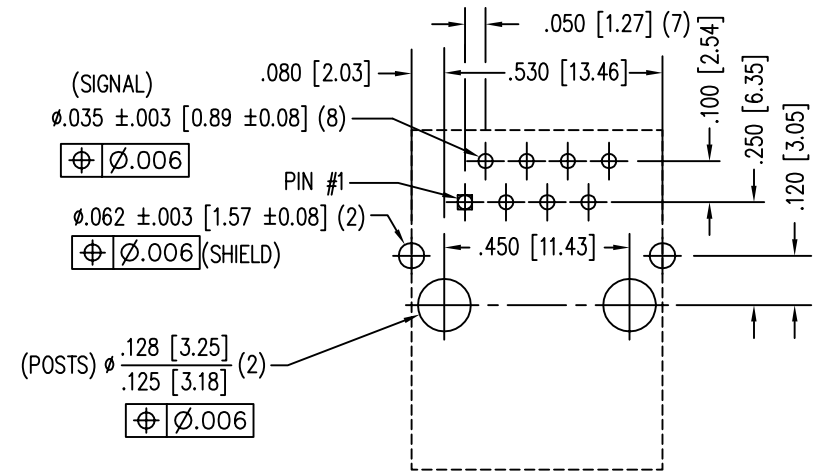 .050 [1.27] (7)
(SIGNAL)
.080 [2.03]
.530 [13.46]
.100 [2.54]
.250 [6.35]
.120 [3.05]
ø.035 ±.003 [0.89 ±0.08] (8)
⌖ Ø.006
PIN #1
ø.062 ±.003 [1.57 ±0.08] (2)
⌖ Ø.006 (SHIELD)
.450 [11.43]
(POSTS) ø .128 [3.25] (2)
.125 [3.18]
⌖ Ø.006